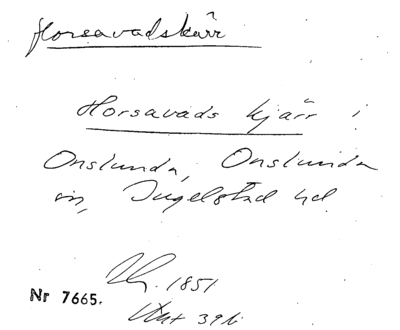 Horsavadskärr
Horsavads kjärr i
Onslunda, Onslunda
sn, Ingelstad hd
1851
Nr 7665.